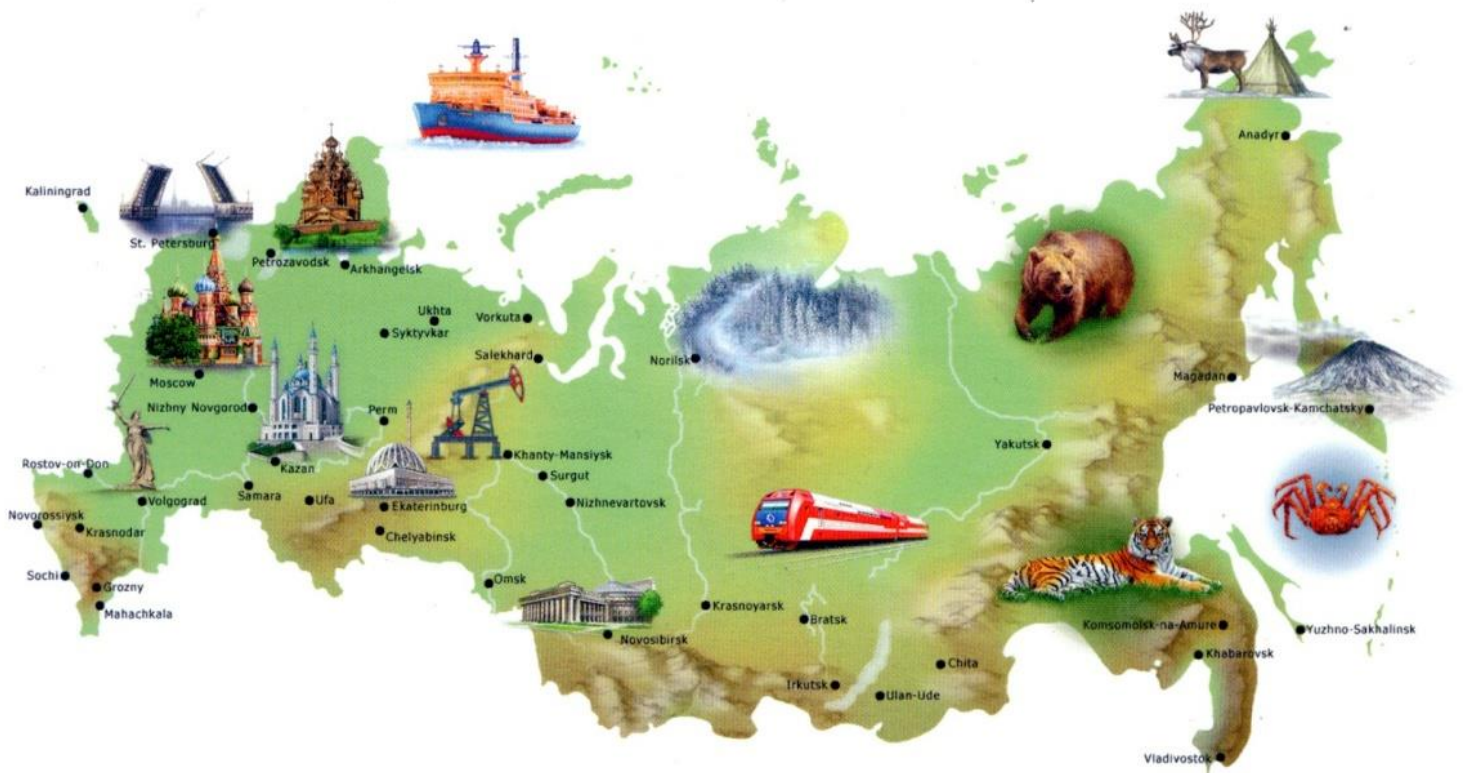 Anadyr
Kaliningrad
St. Petersburg
Petrozavodsk
Arkhangelsk
Ukhta
Vorkuta
Syktyvkar
Salekhard
Norilsk
Moscow
Magadan
Nizhny Novgorod
Perm
Petropavlovsk-Kamchatsky
Yakutsk
Khanty-Mansiysk
Rostov-on-Don
Kazan
Surgut
Volgograd
Samara
Ufa
Ekaterinburg
Nizhnevartovsk
Novorossiysk
Krasnodar
Chelyabinsk
Sochi
Grozny
Omsk
Mahachkala
Krasnoyarsk
Bratsk
Komsomolsk-na-Amure
Yuzhno-Sakhalinsk
Novosibirsk
Khabarovsk
Chita
Irkutsk
Ulan-Ude
Vladivostok